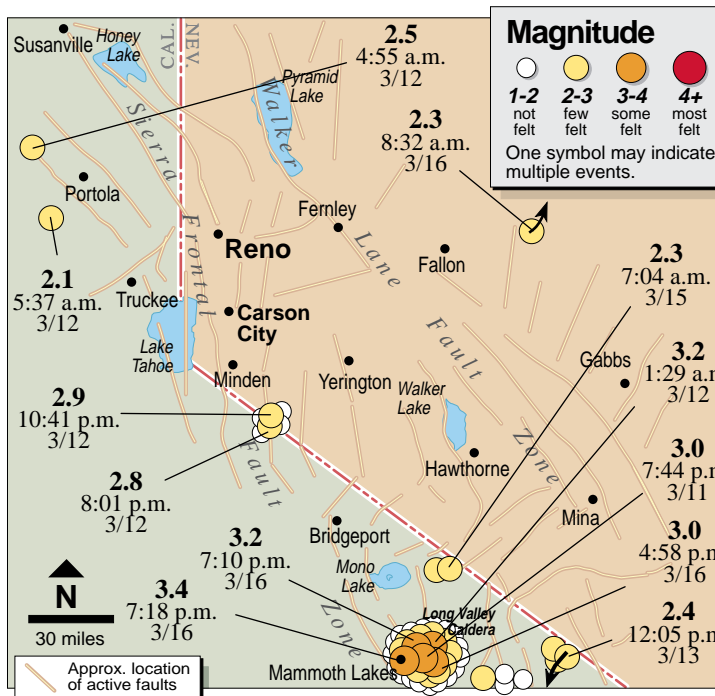 Susanville
Honey
Lake
CAL.
NEV
2.5
4:55 a.m.
3/12
Magnitude
1-2
not
felt
2-3
few
felt
3-4
some
felt
4+
most
felt
One symbol may indicate
multiple events.
Pyramid
Lake
Walker
Lane
Fault
Zone
2.3
8:32 a.m.
3/16
Sierra
Frontal
Fault
Zone
Portola
Fernley
Reno
Fallon
2.1
5:37 a.m.
3/12
Truckee
Carson
City
2.3
7:04 a.m.
3/15
Lake
Tahoe
Minden
Yerington
Walker
Lake
Gabbs
3.2
1:29 a.m.
3/12
2.9
10:41 p.m.
3/12
Hawthorne
3.0
7:44 p.m.
3/11
2.8
8:01 p.m.
3/12
Mina
Bridgeport
3.2
7:10 p.m.
3/16
Mono
Lake
3.0
4:58 p.m.
3/16
N
30 miles
3.4
7:18 p.m.
3/16
Long Valley
Caldera
2.4
12:05 p.m
3/13
Mammoth Lakes
Approx. location
of active faults